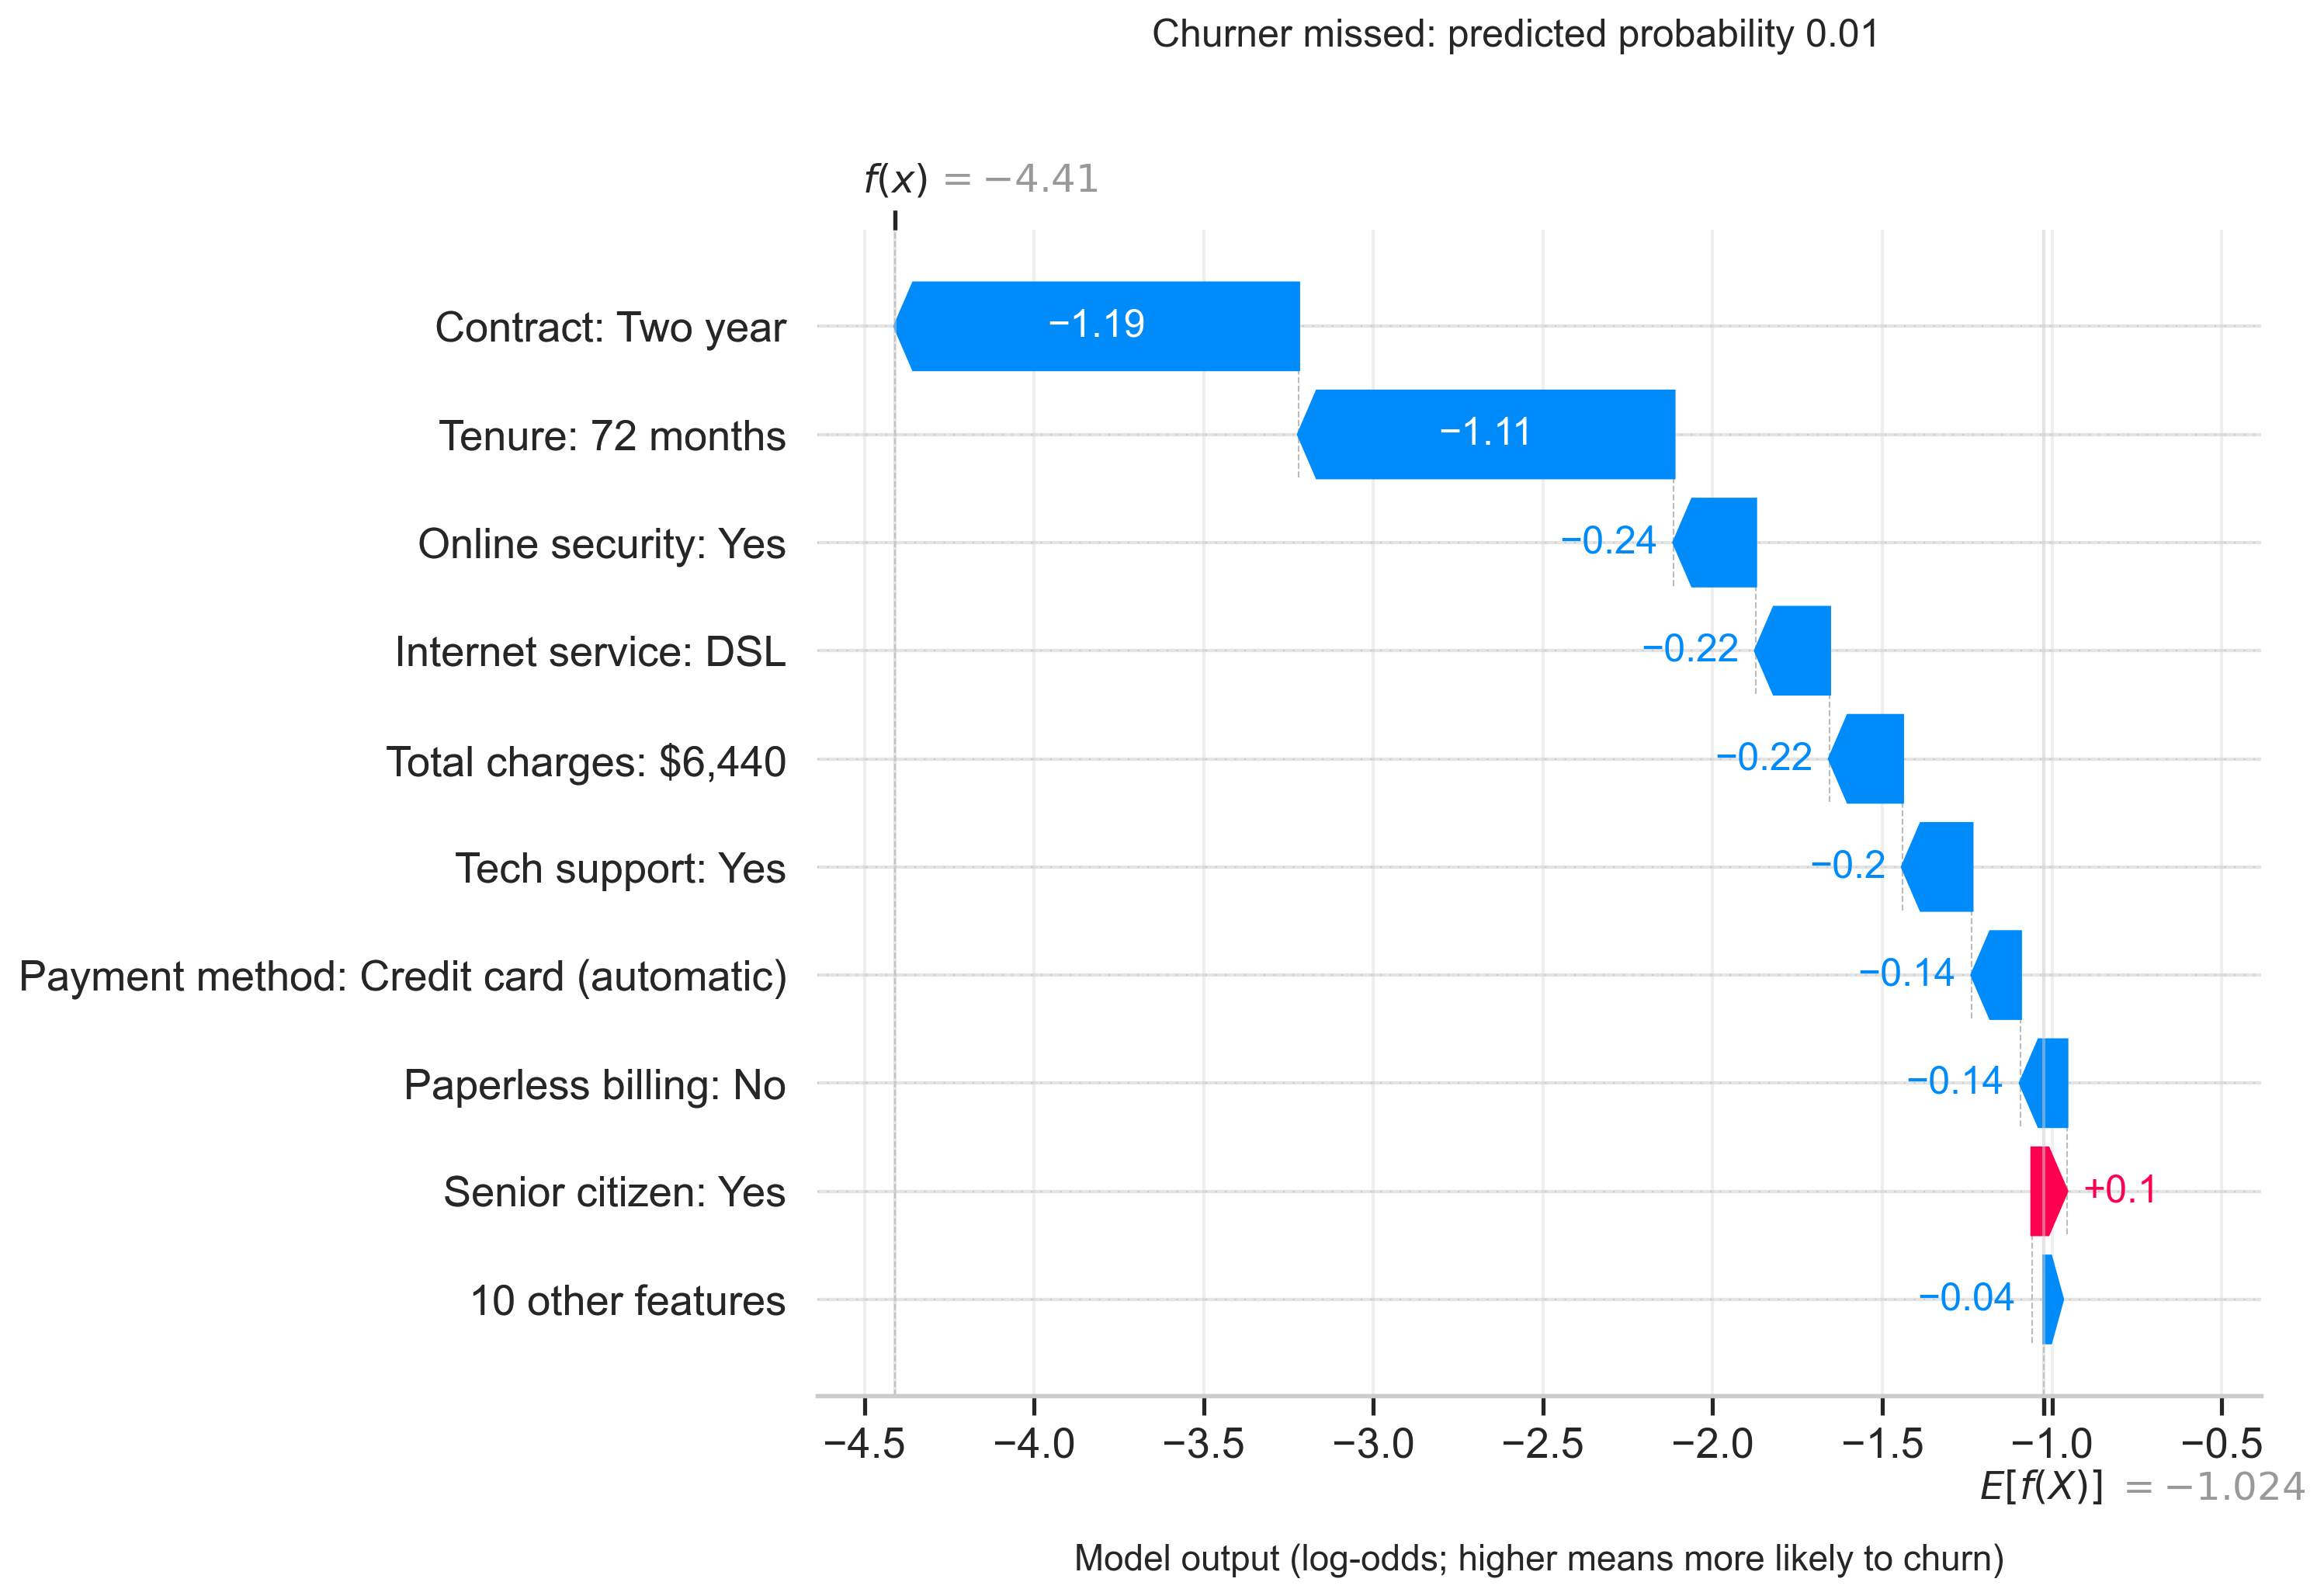 Churner missed: predicted probability 0.01
f(x) = −4.41
Contract: Two year
−1.19
Tenure: 72 months
−1.11
Online security: Yes
−0.24
Internet service: DSL
−0.22
Total charges: $6,440
−0.22
Tech support: Yes
−0.2
Payment method: Credit card (automatic)
−0.14
Paperless billing: No
−0.14
Senior citizen: Yes
+0.1
10 other features
−0.04
−4.5 −4.0 −3.5 −3.0 −2.5 −2.0 −1.5 −1.0 −0.5
E[f(X)] = −1.024
Model output (log-odds; higher means more likely to churn)